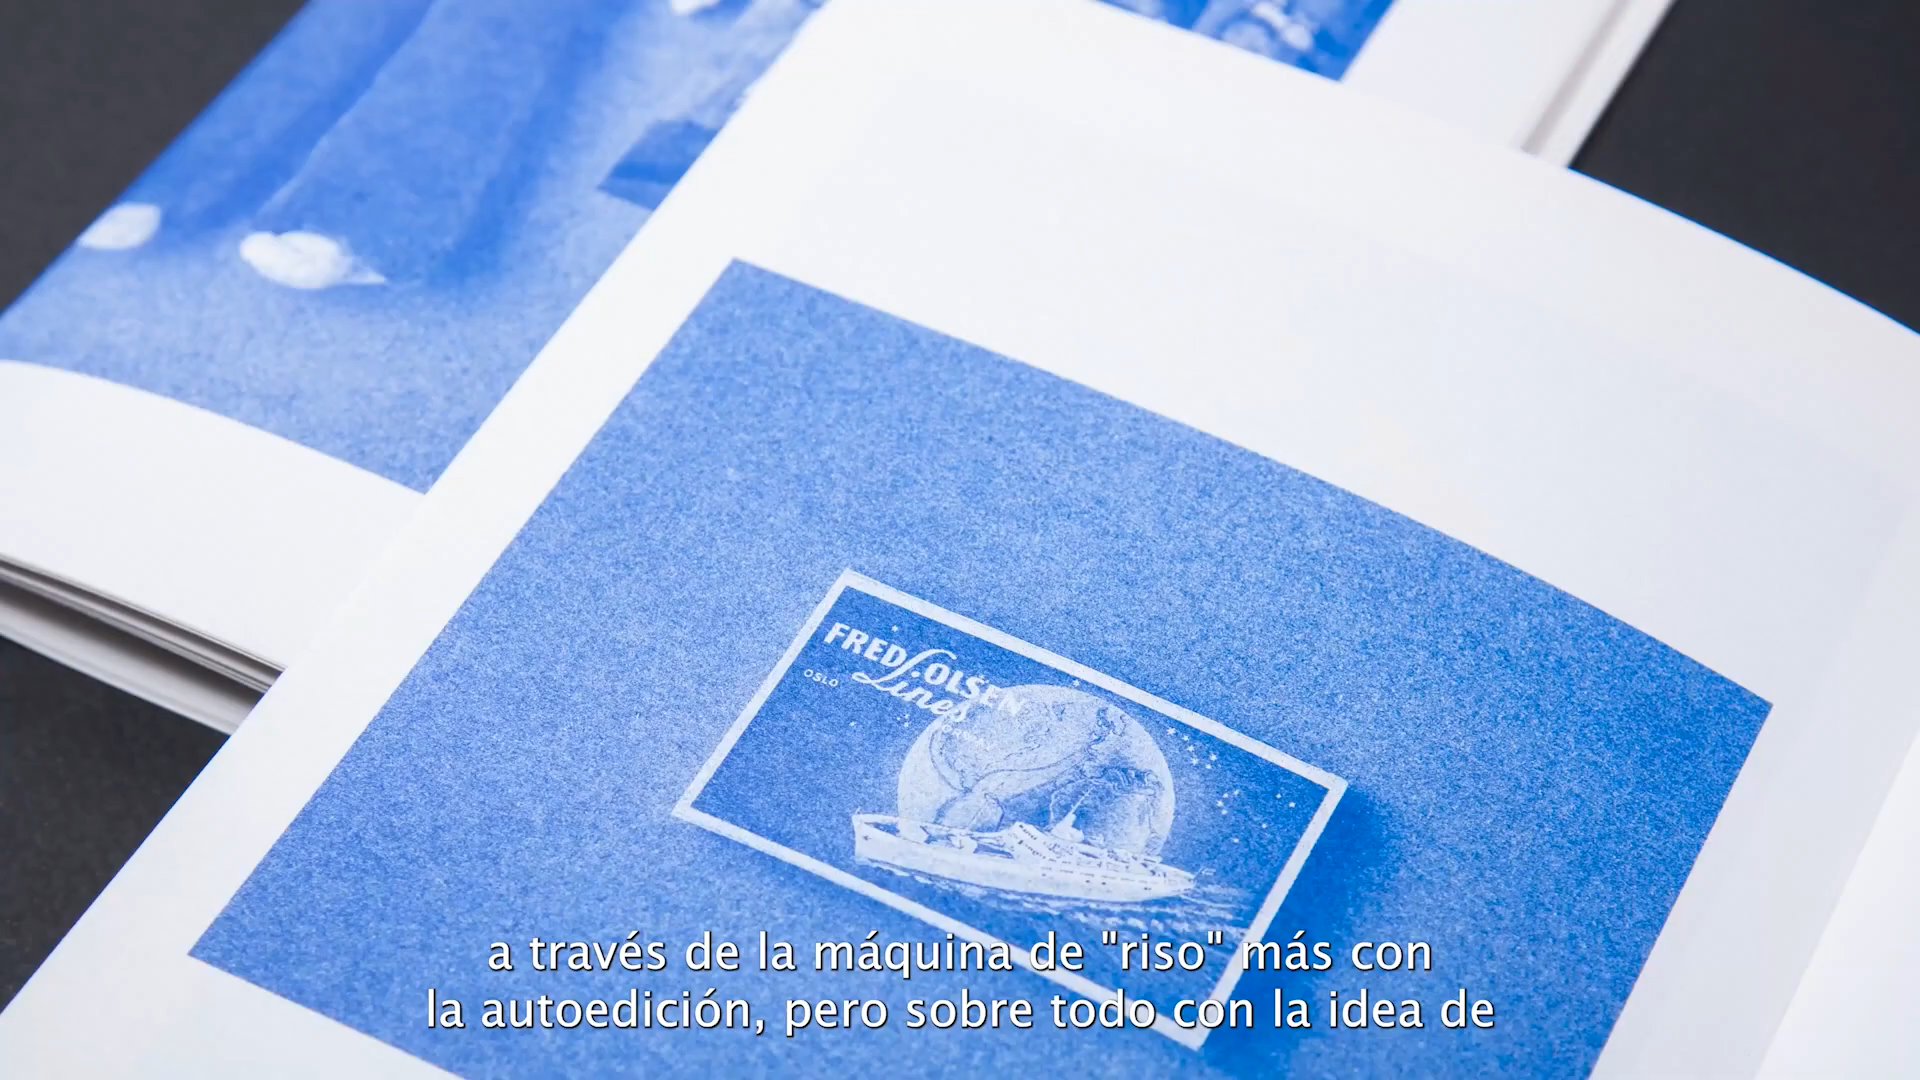 FRED. OLSEN
Lines
OSLO
NORWAY
a través de la máquina de "riso" más con
la autoedición, pero sobre todo con la idea de